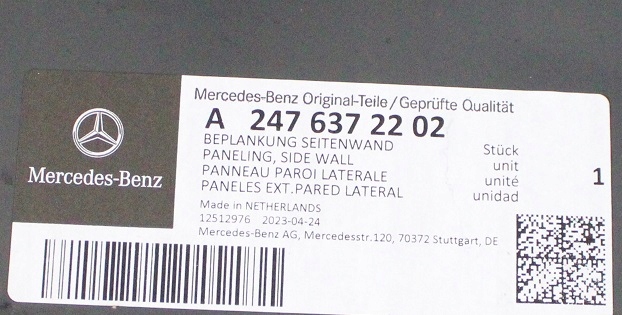 Mercedes-Benz Original-Teile/Geprüfte Qualität
A 247 637 22 02
BEPLANKUNG SEITENWAND
PANELING, SIDE WALL
PANNEAU PAROI LATERALE
PANELES EXT.PARED LATERAL
Stück
unit
unité
unidad
1
Mercedes-Benz
Made in NETHERLANDS
12512976 2023-04-24
Mercedes-Benz AG, Mercedesstr.120, 70372 Stuttgart, DE